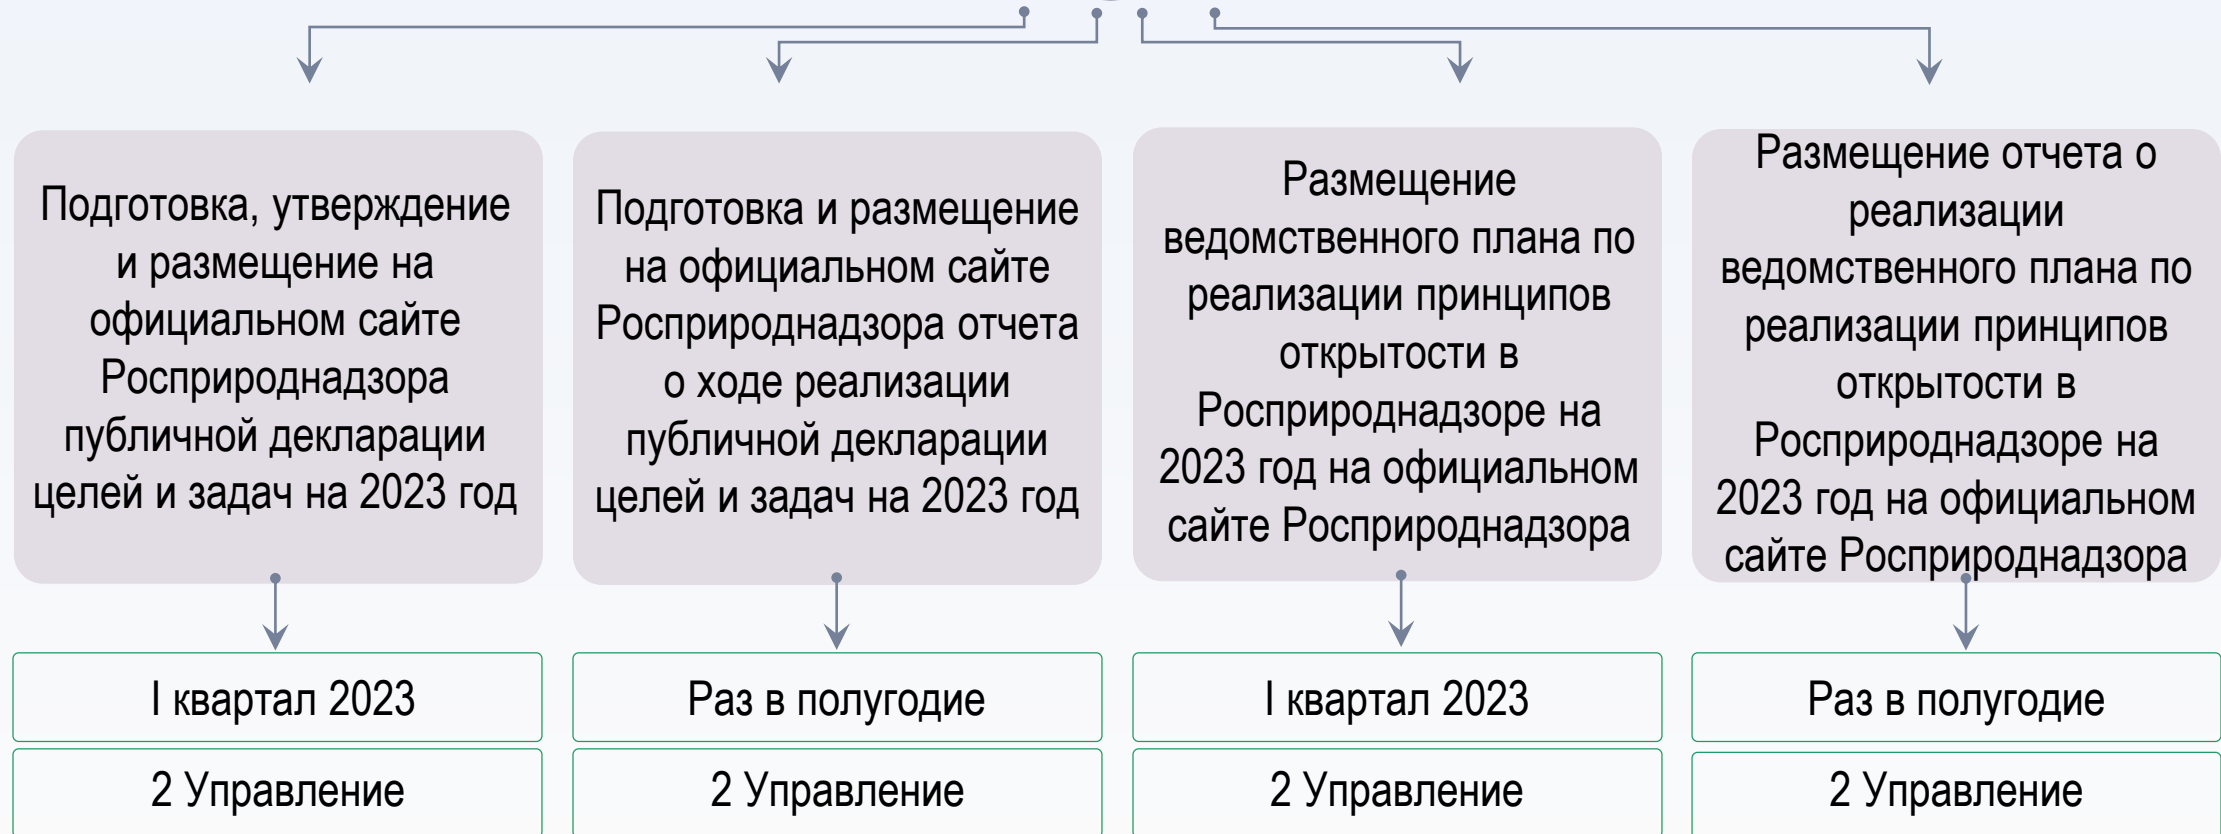 Подготовка, утверждение
и размещение на
официальном сайте
Росприроднадзора
публичной декларации
целей и задач на 2023 год
I квартал 2023
2 Управление
Подготовка и размещение
на официальном сайте
Росприроднадзора отчета
о ходе реализации
публичной декларации
целей и задач на 2023 год
Раз в полугодие
2 Управление
Размещение
ведомственного плана по
реализации принципов
открытости в
Росприроднадзоре на
2023 год на официальном
сайте Росприроднадзора
I квартал 2023
2 Управление
Размещение отчета о
реализации
ведомственного плана по
реализации принципов
открытости в
Росприроднадзоре на
2023 год на официальном
сайте Росприроднадзора
Раз в полугодие
2 Управление